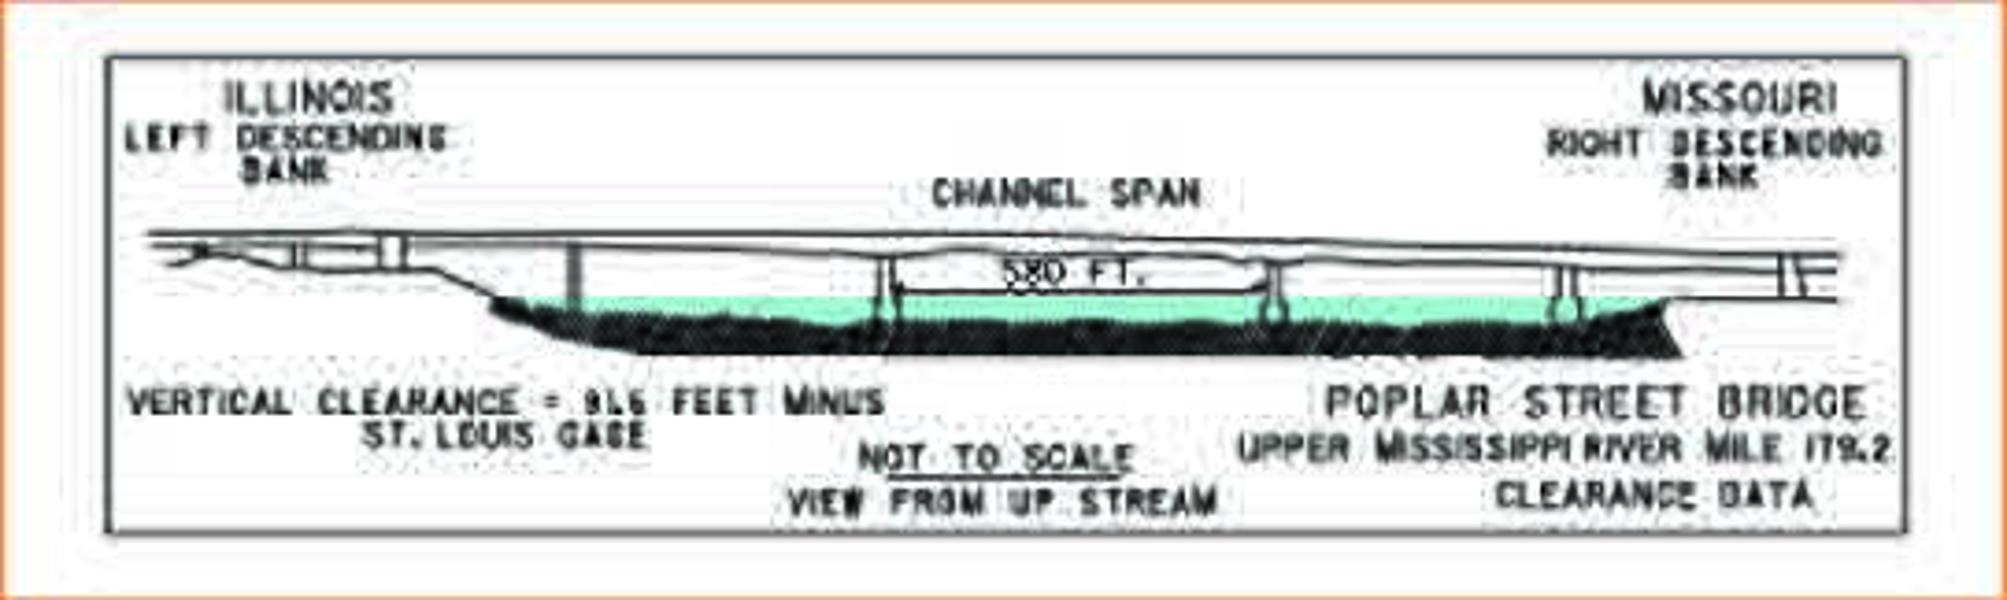 ILLINOIS
LEFT DESCENDING
BANK
MISSOURI
RIGHT DESCENDING
BANK
CHANNEL SPAN
580 FT.
VERTICAL CLEARANCE = FEET MINUS
ST. LOUIS GAGE
NOT TO SCALE
VIEW FROM UP STREAM
POPLAR STREET BRIDGE
UPPER MISSISSIPPI RIVER MILE 179.2
CLEARANCE DATA